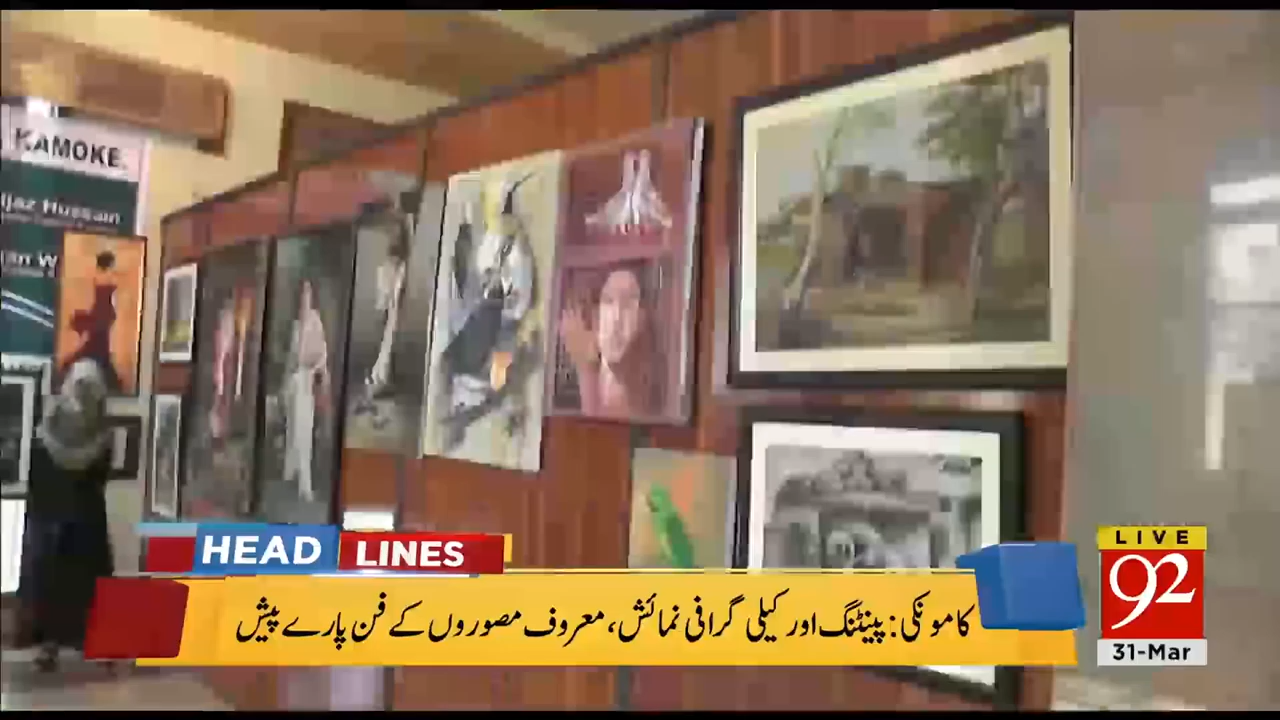 KAMOKE.
Ijaz Hussain
HEAD LINES
کامونکی: پینٹنگ اور کیلی گرافی نمائش، معروف مصوروں کے فن پارے پیش
LIVE
92
31-Mar